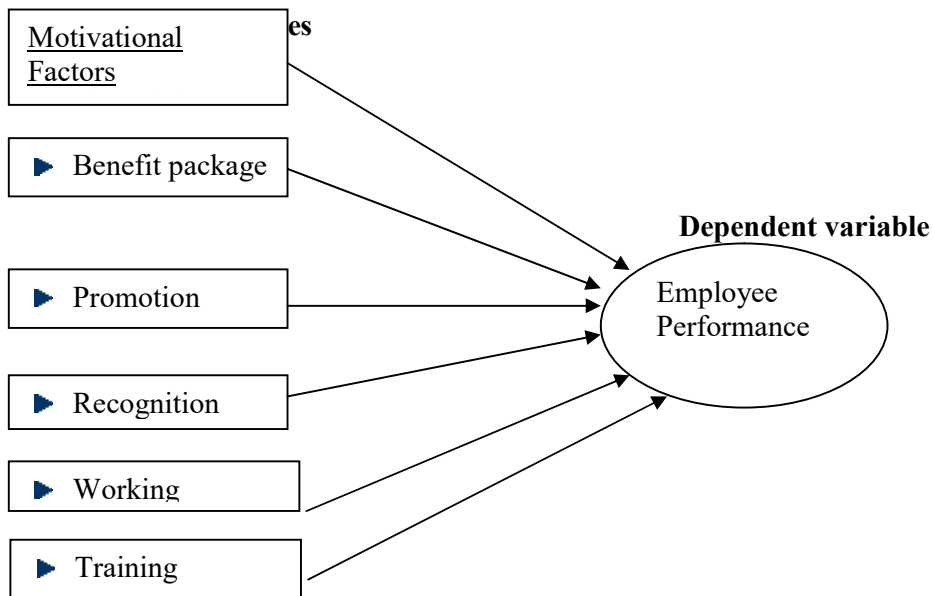 es
Motivational
Factors
Benefit package
Dependent variable
Promotion
Employee
Performance
Recognition
Working
Training